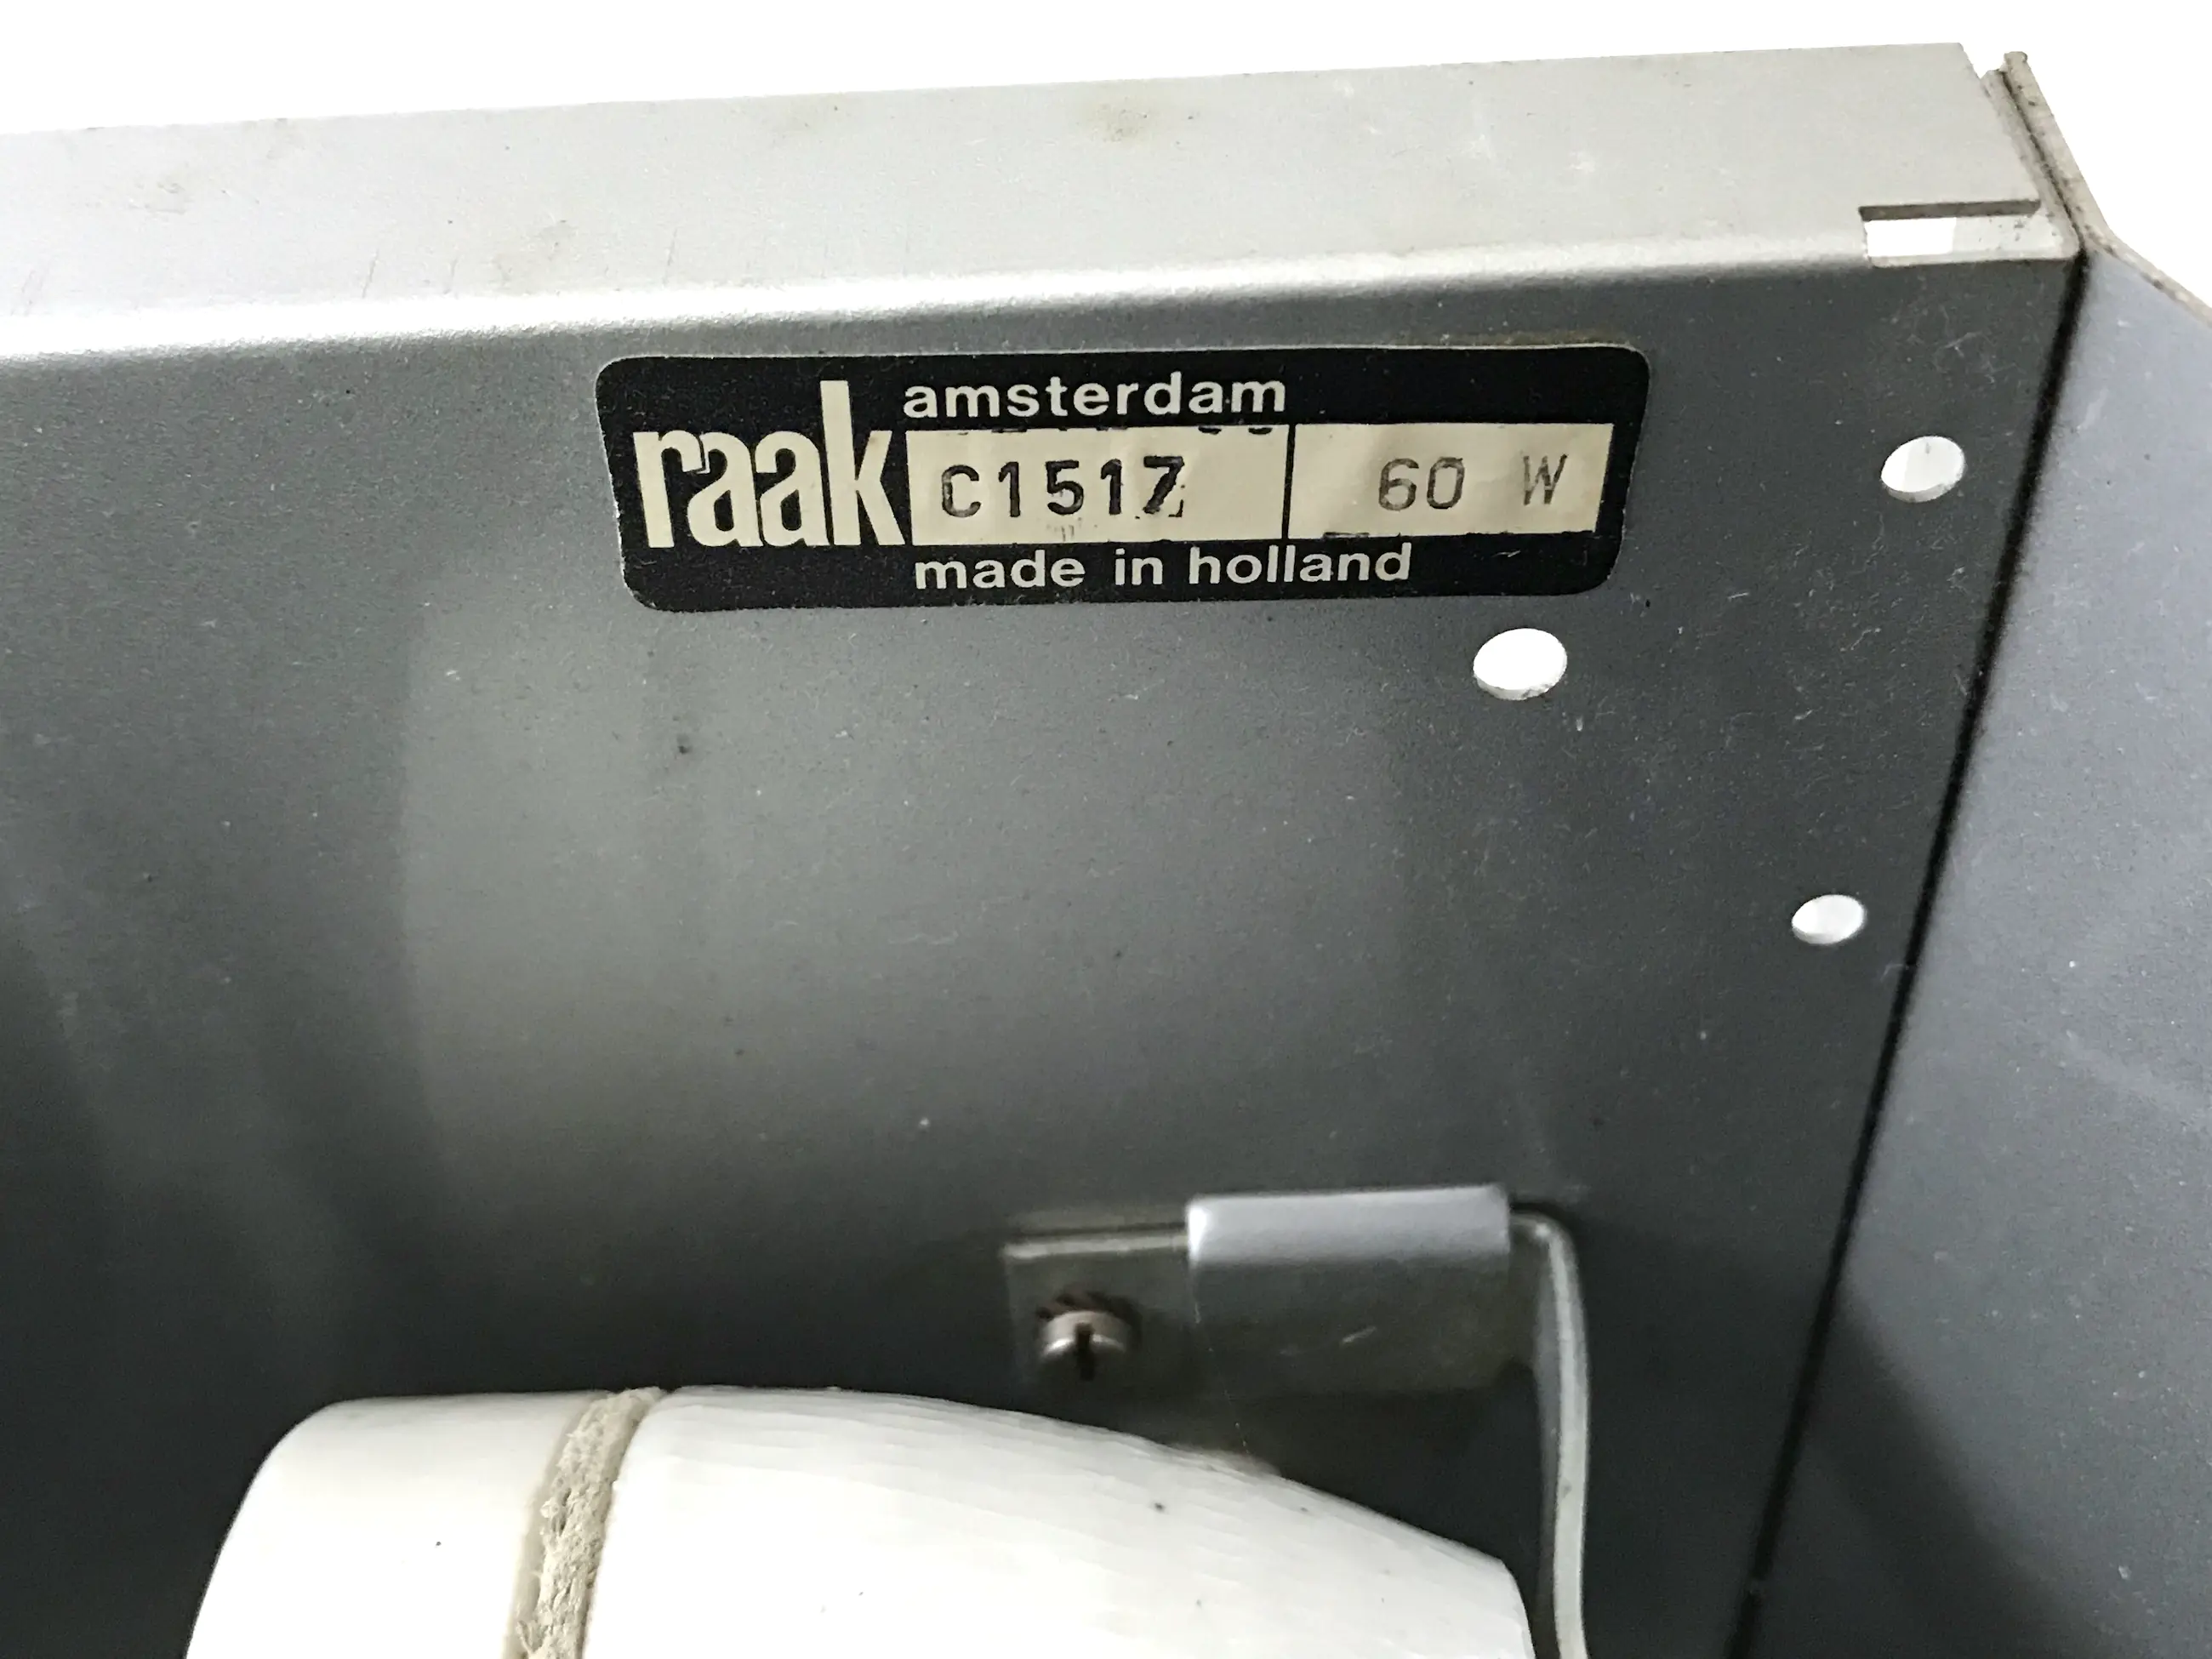 amsterdam
raak C1517 60 W
made in holland